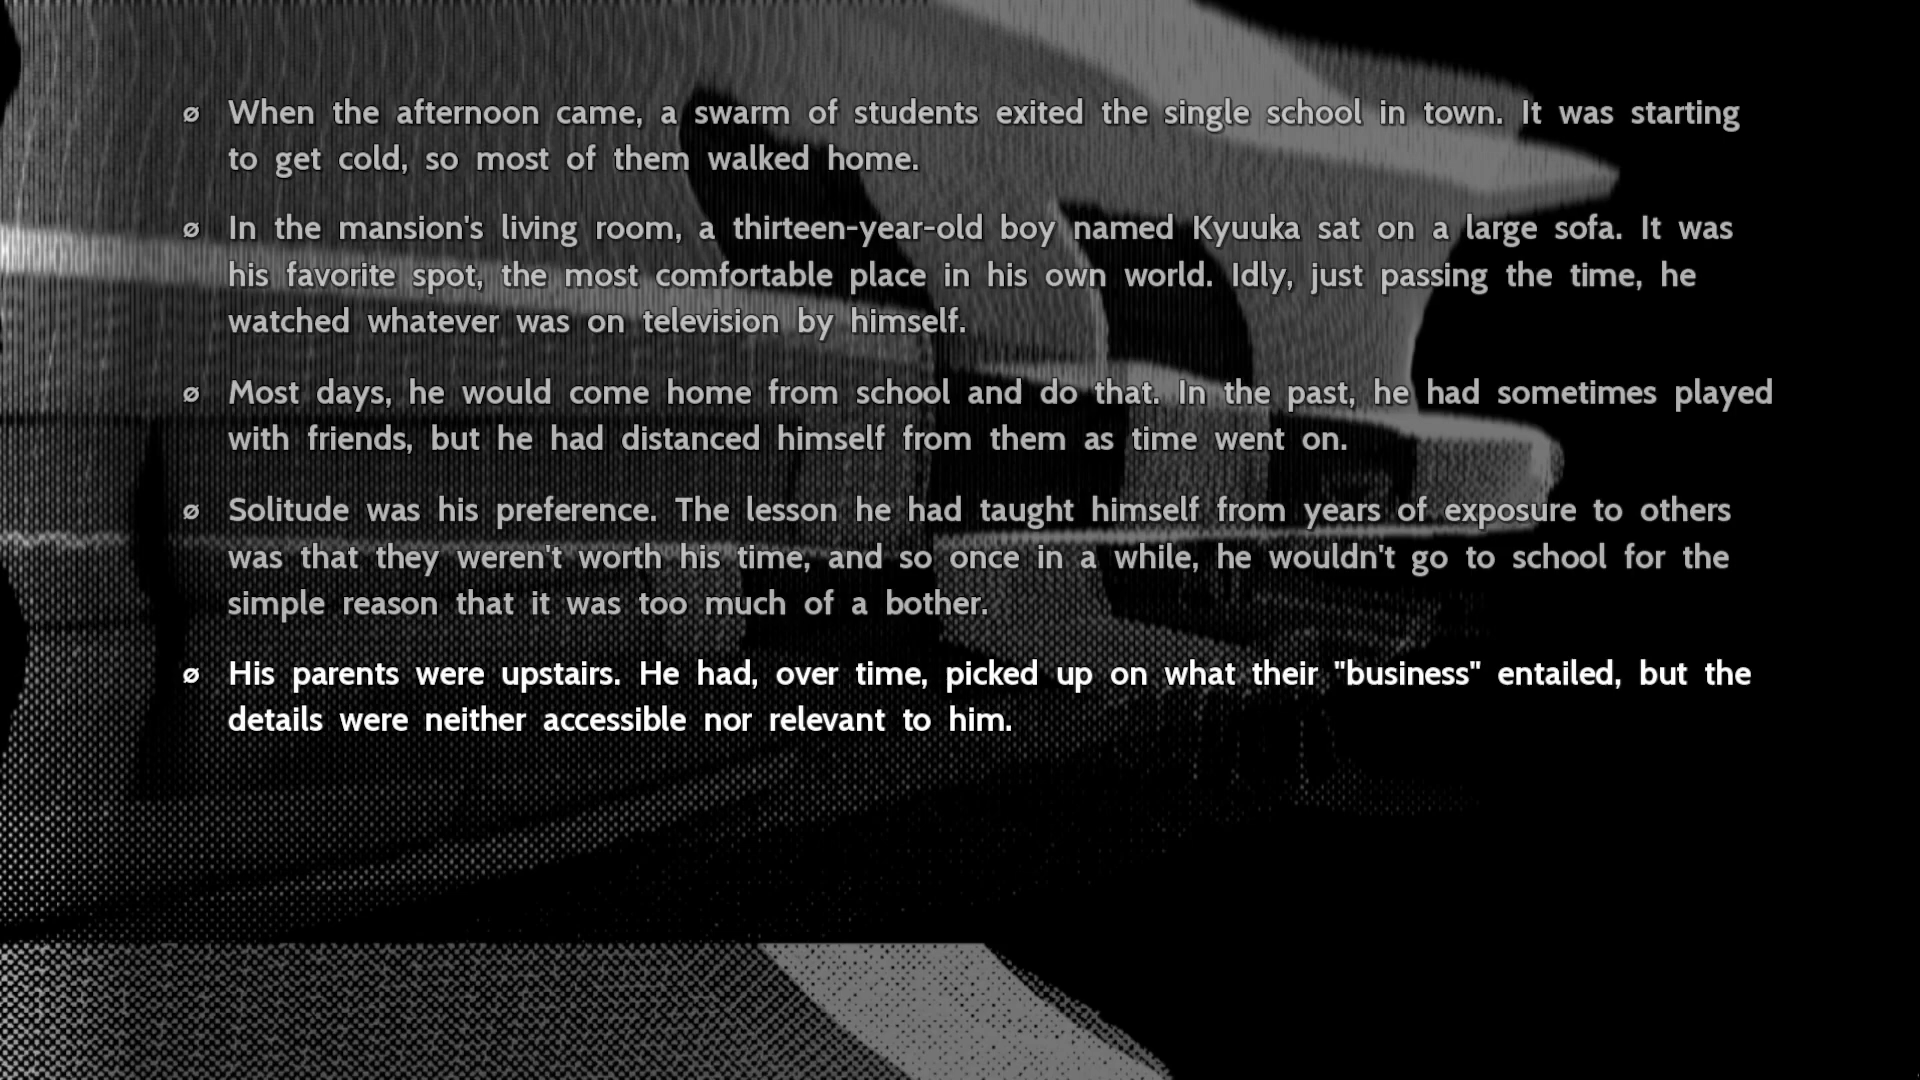 ø When the afternoon came, a swarm of students exited the single school in town. It was starting
to get cold, so most of them walked home.
ø In the mansion's living room, a thirteen-year-old boy named Kyuuka sat on a large sofa. It was
his favorite spot, the most comfortable place in his own world. Idly, just passing the time, he
watched whatever was on television by himself.
ø Most days, he would come home from school and do that. In the past, he had sometimes played
with friends, but he had distanced himself from them as time went on.
ø Solitude was his preference. The lesson he had taught himself from years of exposure to others
was that they weren't worth his time, and so once in a while, he wouldn't go to school for the
simple reason that it was too much of a bother.
ø His parents were upstairs. He had, over time, picked up on what their "business" entailed, but the
details were neither accessible nor relevant to him.